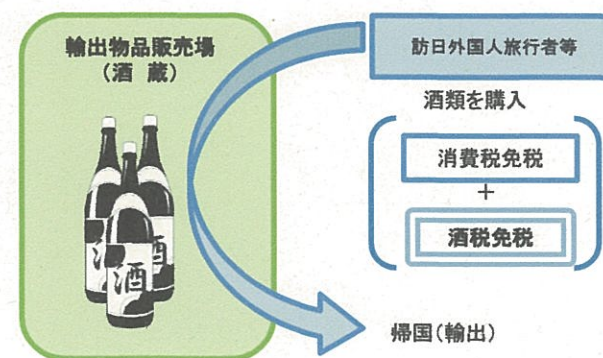 輸出物品販売場
（酒 蔵）
酒
酒
酒
訪日外国人旅行者等
酒類を購入
消費税免税
＋
酒税免税
帰国（輸出）